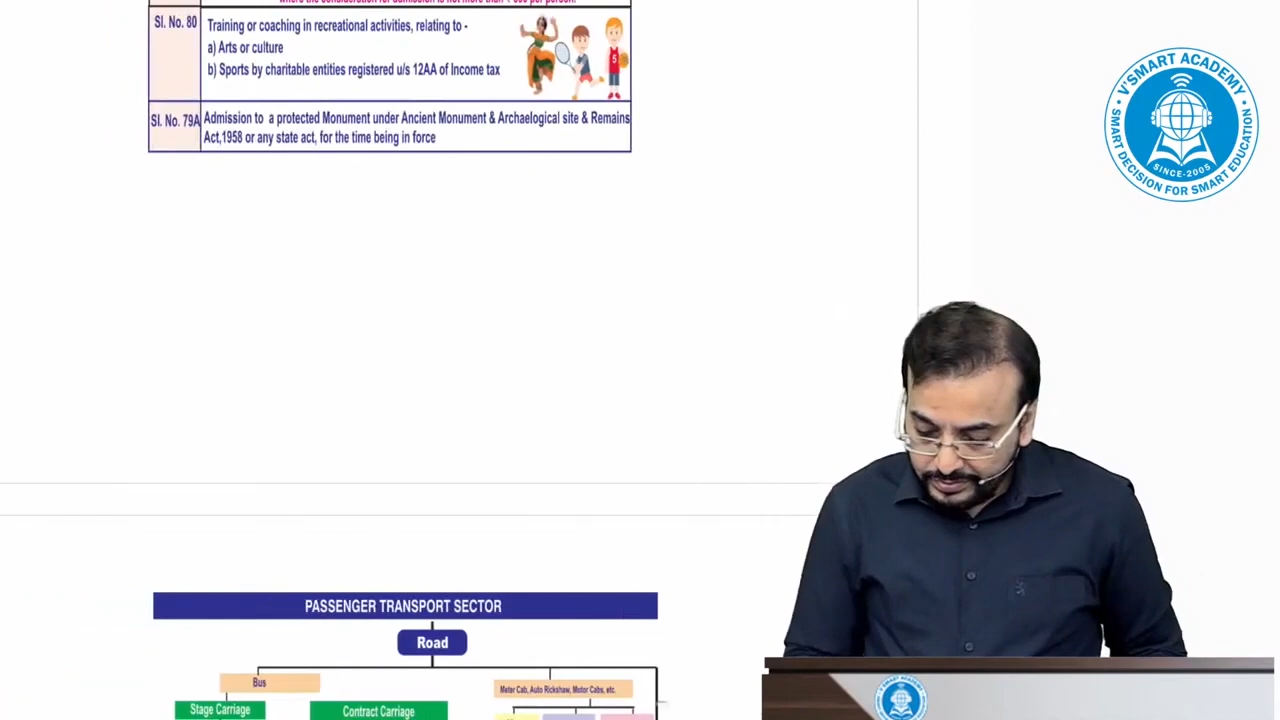 Sl. No. 80
Training or coaching in recreational activities, relating to -
a) Arts or culture
b) Sports by charitable entities registered u/s 12AA of Income tax
5
Sl. No. 79A
Admission to a protected Monument under Ancient Monument & Archaelogical site & Remains
Act,1958 or any state act, for the time being in force
V'SMART ACADEMY
SINCE-2005
SMART DECISION FOR SMART EDUCATION
PASSENGER TRANSPORT SECTOR
Road
Bus
Meter Cab, Auto Rickshaw, Motor Cabs, etc.
Stage Carriage
Contract Carriage